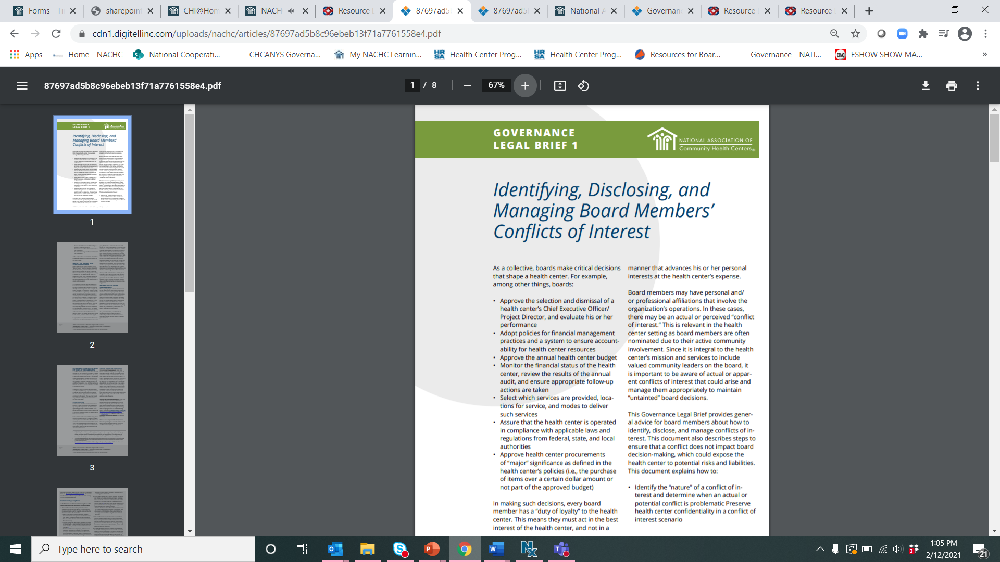 Forms - Ti
sharepoin
CHI@Hom
NACH
Resource D
87697ad5b
87697ad5b
National A
Governanc
Resource D
Resource D
cdn1.digitellinc.com/uploads/nachc/articles/87697ad5b8c96ebeb13f71a7761558e4.pdf
Apps
Home - NACHC
National Cooperati...
CHCANYS Governa...
My NACHC Learnin...
HRSA
Health Center Prog...
HRSA
Health Center Prog...
Resources for Boar...
Governance - NATI...
DEMO
ESHOW SHOW MA...
»
87697ad5b8c96ebeb13f71a7761558e4.pdf
1 / 8
67%
1
2
3
GOVERNANCE
LEGAL BRIEF 1
NATIONAL ASSOCIATION OF
Community Health Centers®
Identifying, Disclosing, and
Managing Board Members’
Conflicts of Interest
As a collective, boards make critical decisions
that shape a health center. For example,
among other things, boards:
• Approve the selection and dismissal of a
health center’s Chief Executive Officer/
Project Director, and evaluate his or her
performance
• Adopt policies for financial management
practices and a system to ensure account-
ability for health center resources
• Approve the annual health center budget
• Monitor the financial status of the health
center, review the results of the annual
audit, and ensure appropriate follow-up
actions are taken
• Select which services are provided, loca-
tions for service, and modes to deliver
such services
• Assure that the health center is operated
in compliance with applicable laws and
regulations from federal, state, and local
authorities
• Approve health center procurements
of “major” significance as defined in the
health center’s policies (i.e., the purchase
of items over a certain dollar amount or
not part of the approved budget)
In making such decisions, every board
member has a “duty of loyalty” to the health
center. This means they must act in the best
interest of the health center, and not in a
manner that advances his or her personal
interests at the health center’s expense.
Board members may have personal and/
or professional affiliations that involve the
organization’s operations. In these cases,
there may be an actual or perceived “conflict
of interest.” This is relevant in the health
center setting as board members are often
nominated due to their active community
involvement. Since it is integral to the health
center’s mission and services to include
valued community leaders on the board, it
is important to be aware of actual or appar-
ent conflicts of interest that could arise and
manage them appropriately to maintain
“untainted” board decisions.
This Governance Legal Brief provides gener-
al advice for board members about how to
identify, disclose, and manage conflicts of in-
terest. This document also describes steps to
ensure that a conflict does not impact board
decision-making, which could expose the
health center to potential risks and liabilities.
This document explains how to:
• Identify the “nature” of a conflict of in-
terest and determine when an actual or
potential conflict is problematic Preserve
health center confidentiality in a conflict of
interest scenario
Type here to search
1:05 PM
2/12/2021
21